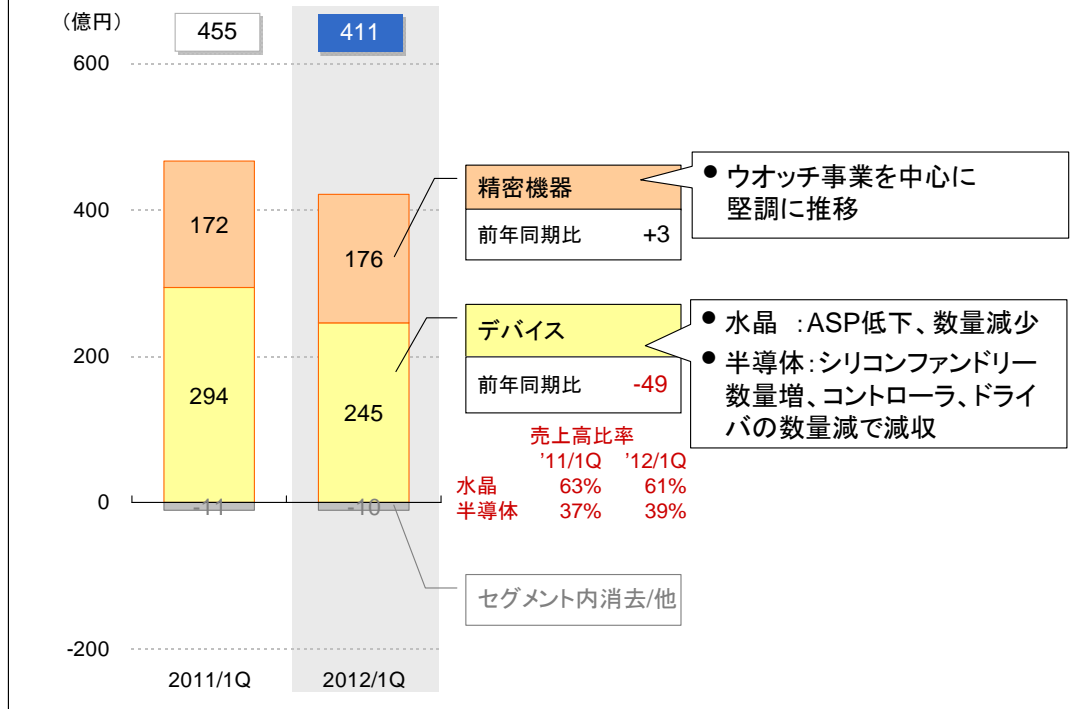 （億円）
455
411
600
400
200
0
-200
172
294
-11
176
245
-10
2011/1Q
2012/1Q
精密機器
前年同期比 +3
● ウオッチ事業を中心に
堅調に推移
デバイス
前年同期比 -49
● 水晶 ：ASP低下、数量減少
● 半導体：シリコンファンドリー
数量増、コントローラ、ドライ
バの数量減で減収
売上高比率
'11/1Q '12/1Q
水晶 63% 61%
半導体 37% 39%
セグメント内消去/他